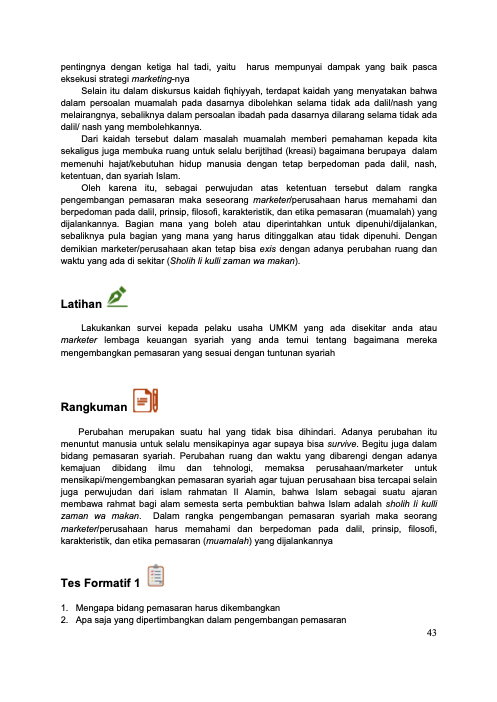 pentingnya dengan ketiga hal tadi, yaitu harus mempunyai dampak yang baik pasca
eksekusi strategi marketing-nya
Selain itu dalam diskursus kaidah fiqhiyyah, terdapat kaidah yang menyatakan bahwa
dalam persoalan muamalah pada dasarnya dibolehkan selama tidak ada dalil/nash yang
melairangnya, sebaliknya dalam persoalan ibadah pada dasarnya dilarang selama tidak ada
dalil/ nash yang membolehkannya.
Dari kaidah tersebut dalam masalah muamalah memberi pemahaman kepada kita
sekaligus juga membuka ruang untuk selalu berijtihad (kreasi) bagaimana berupaya dalam
memenuhi hajat/kebutuhan hidup manusia dengan tetap berpedoman pada dalil, nash,
ketentuan, dan syariah Islam.
Oleh karena itu, sebagai perwujudan atas ketentuan tersebut dalam rangka
pengembangan pemasaran maka seseorang marketer/perusahaan harus memahami dan
berpedoman pada dalil, prinsip, filosofi, karakteristik, dan etika pemasaran (muamalah) yang
dijalankannya. Bagian mana yang boleh atau diperintahkan untuk dipenuhi/dijalankan,
sebaliknya pula bagian yang mana yang harus ditinggalkan atau tidak dipenuhi. Dengan
demikian marketer/perusahaan akan tetap bisa exis dengan adanya perubahan ruang dan
waktu yang ada di sekitar (Sholih li kulli zaman wa makan).
Latihan
Lakukankan survei kepada pelaku usaha UMKM yang ada disekitar anda atau
marketer lembaga keuangan syariah yang anda temui tentang bagaimana mereka
mengembangkan pemasaran yang sesuai dengan tuntunan syariah
Rangkuman
Perubahan merupakan suatu hal yang tidak bisa dihindari. Adanya perubahan itu
menuntut manusia untuk selalu mensikapinya agar supaya bisa survive. Begitu juga dalam
bidang pemasaran syariah. Perubahan ruang dan waktu yang dibarengi dengan adanya
kemajuan dibidang ilmu dan tehnologi, memaksa perusahaan/marketer untuk
mensikapi/mengembangkan pemasaran syariah agar tujuan perusahaan bisa tercapai selain
juga perwujudan dari islam rahmatan lI Alamin, bahwa Islam sebagai suatu ajaran
membawa rahmat bagi alam semesta serta pembuktian bahwa Islam adalah sholih li kulli
zaman wa makan. Dalam rangka pengembangan pemasaran syariah maka seorang
marketer/perusahaan harus memahami dan berpedoman pada dalil, prinsip, filosofi,
karakteristik, dan etika pemasaran (muamalah) yang dijalankannya
Tes Formatif 1
1. Mengapa bidang pemasaran harus dikembangkan
2. Apa saja yang dipertimbangkan dalam pengembangan pemasaran
43